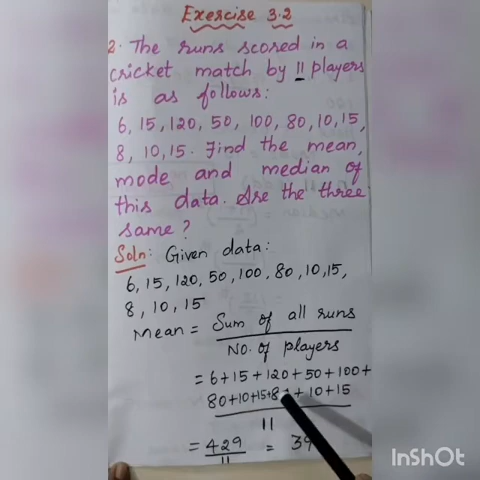 Exercise 3.2
2. The runs scored in a
cricket match by 11 players
is as follows:
6, 15, 120, 50, 100, 80, 10, 15,
8, 10, 15. Find the mean,
mode and median of
this data. Are the three
same?
Soln: Given data:
6, 15, 120, 50, 100, 80, 10, 15,
8, 10, 15
Mean = Sum of all runs
No. of players
= 6 + 15 + 120 + 50 + 100 +
80 + 10 + 15 + 8 + 10 + 15
11
= 429 = 39
11
InShOt